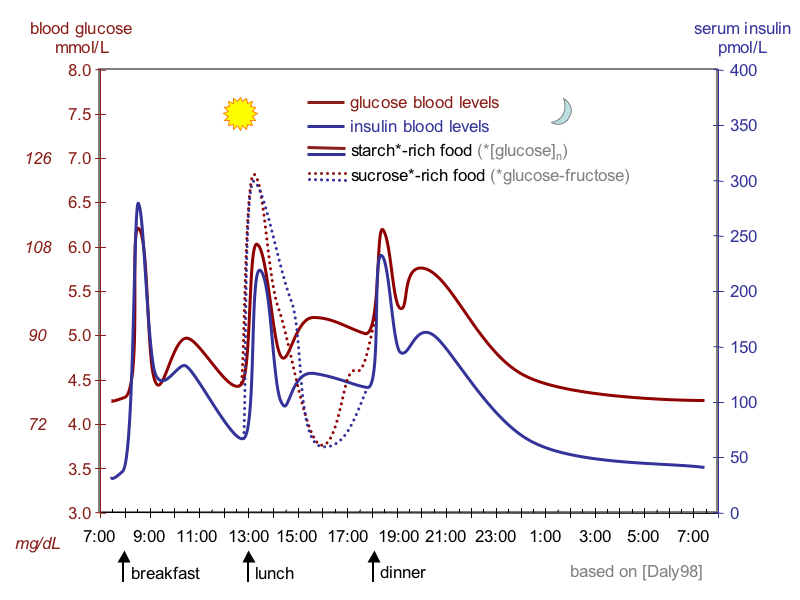 blood glucose
mmol/L
serum insulin
pmol/L
8.0
7.5
7.0
6.5
6.0
5.5
5.0
4.5
4.0
3.5
3.0
126
108
90
72
mg/dL
400
350
300
250
200
150
100
50
0
glucose blood levels
insulin blood levels
starch*-rich food (*[glucose]n)
sucrose*-rich food (*glucose-fructose)
7:00 9:00 11:00 13:00 15:00 17:00 19:00 21:00 23:00 1:00 3:00 5:00 7:00
breakfast lunch dinner
based on [Daly98]